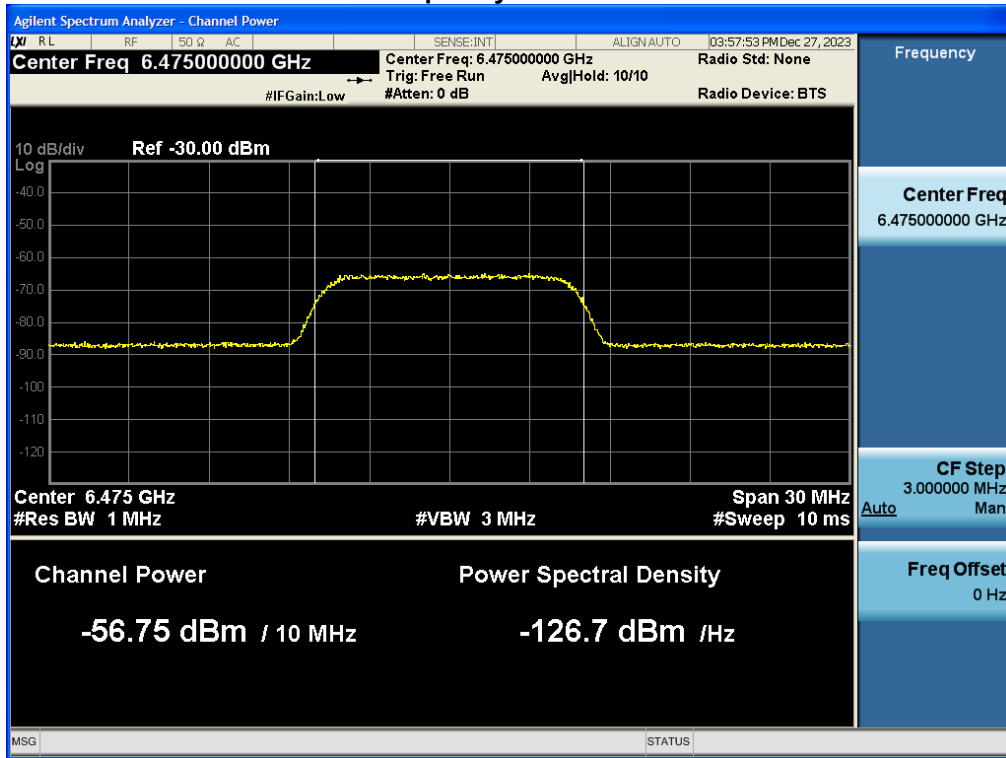 Agilent Spectrum Analyzer - Channel Power
LXI RL RF 50 Ω AC SENSE:INT ALIGN AUTO 03:57:53 PM Dec 27, 2023
Center Freq 6.475000000 GHz
Center Freq: 6.475000000 GHz Radio Std: None
Trig: Free Run Avg|Hold: 10/10
#IFGain:Low #Atten: 0 dB Radio Device: BTS
10 dB/div Ref -30.00 dBm
Log
-40.0
-50.0
-60.0
-70.0
-80.0
-90.0
-100
-110
-120
Center 6.475 GHz Span 30 MHz
#Res BW 1 MHz #VBW 3 MHz #Sweep 10 ms
Channel Power Power Spectral Density
-56.75 dBm / 10 MHz -126.7 dBm /Hz
MSG STATUS
Frequency
Center Freq
6.475000000 GHz
CF Step
3.000000 MHz
Auto Man
Freq Offset
0 Hz